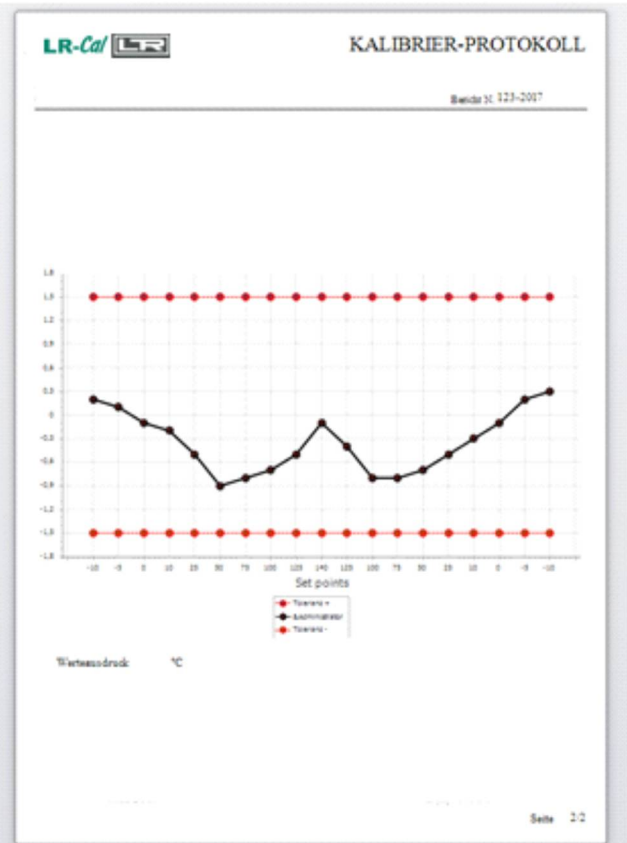 LR-Cal LR
KALIBRIER-PROTOKOLL
Bericht N. 123-2017
1.8
1.5
1.2
0.9
0.6
0.3
0
-0.3
-0.6
-0.9
-1.2
-1.5
-1.8
-10 -5 0 10 25 50 75 100 125 140 125 100 75 50 25 10 0 -5 -10
Set points
Toleranz +
Toleranz -
Werteausdruck °C
Seite 2/2